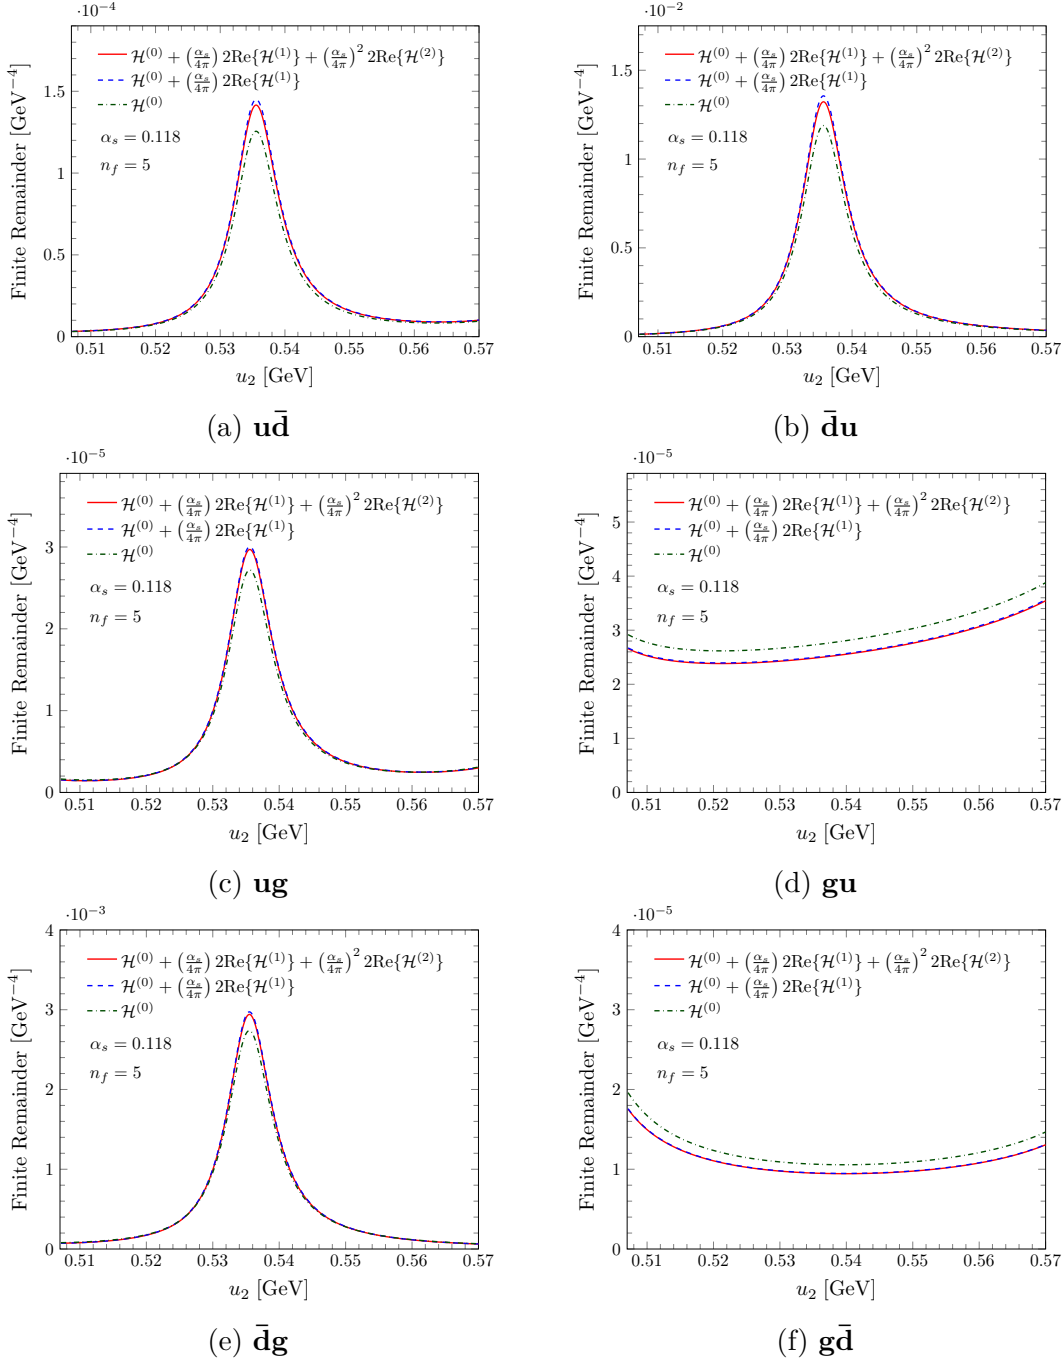 ·10⁻⁴
Finite Remainder [GeV⁻⁴]
1.5
1
0.5
0
H⁽⁰⁾ + (αₛ/4π) 2Re{H⁽¹⁾} + (αₛ/4π)² 2Re{H⁽²⁾}
H⁽⁰⁾ + (αₛ/4π) 2Re{H⁽¹⁾}
H⁽⁰⁾
αₛ = 0.118
n_f = 5
0.51 0.52 0.53 0.54 0.55 0.56 0.57
u₂ [GeV]
(a) ud̄
·10⁻²
Finite Remainder [GeV⁻⁴]
1.5
1
0.5
0
H⁽⁰⁾ + (αₛ/4π) 2Re{H⁽¹⁾} + (αₛ/4π)² 2Re{H⁽²⁾}
H⁽⁰⁾ + (αₛ/4π) 2Re{H⁽¹⁾}
H⁽⁰⁾
αₛ = 0.118
n_f = 5
0.51 0.52 0.53 0.54 0.55 0.56 0.57
u₂ [GeV]
(b) d̄u
·10⁻⁵
Finite Remainder [GeV⁻⁴]
3
2
1
0
H⁽⁰⁾ + (αₛ/4π) 2Re{H⁽¹⁾} + (αₛ/4π)² 2Re{H⁽²⁾}
H⁽⁰⁾ + (αₛ/4π) 2Re{H⁽¹⁾}
H⁽⁰⁾
αₛ = 0.118
n_f = 5
0.51 0.52 0.53 0.54 0.55 0.56 0.57
u₂ [GeV]
(c) ug
·10⁻⁵
Finite Remainder [GeV⁻⁴]
5
4
3
2
1
0
H⁽⁰⁾ + (αₛ/4π) 2Re{H⁽¹⁾} + (αₛ/4π)² 2Re{H⁽²⁾}
H⁽⁰⁾ + (αₛ/4π) 2Re{H⁽¹⁾}
H⁽⁰⁾
αₛ = 0.118
n_f = 5
0.51 0.52 0.53 0.54 0.55 0.56 0.57
u₂ [GeV]
(d) gu
·10⁻³
Finite Remainder [GeV⁻⁴]
4
3
2
1
0
H⁽⁰⁾ + (αₛ/4π) 2Re{H⁽¹⁾} + (αₛ/4π)² 2Re{H⁽²⁾}
H⁽⁰⁾ + (αₛ/4π) 2Re{H⁽¹⁾}
H⁽⁰⁾
αₛ = 0.118
n_f = 5
0.51 0.52 0.53 0.54 0.55 0.56 0.57
u₂ [GeV]
(e) d̄g
·10⁻⁵
Finite Remainder [GeV⁻⁴]
4
3
2
1
0
H⁽⁰⁾ + (αₛ/4π) 2Re{H⁽¹⁾} + (αₛ/4π)² 2Re{H⁽²⁾}
H⁽⁰⁾ + (αₛ/4π) 2Re{H⁽¹⁾}
H⁽⁰⁾
αₛ = 0.118
n_f = 5
0.51 0.52 0.53 0.54 0.55 0.56 0.57
u₂ [GeV]
(f) gd̄